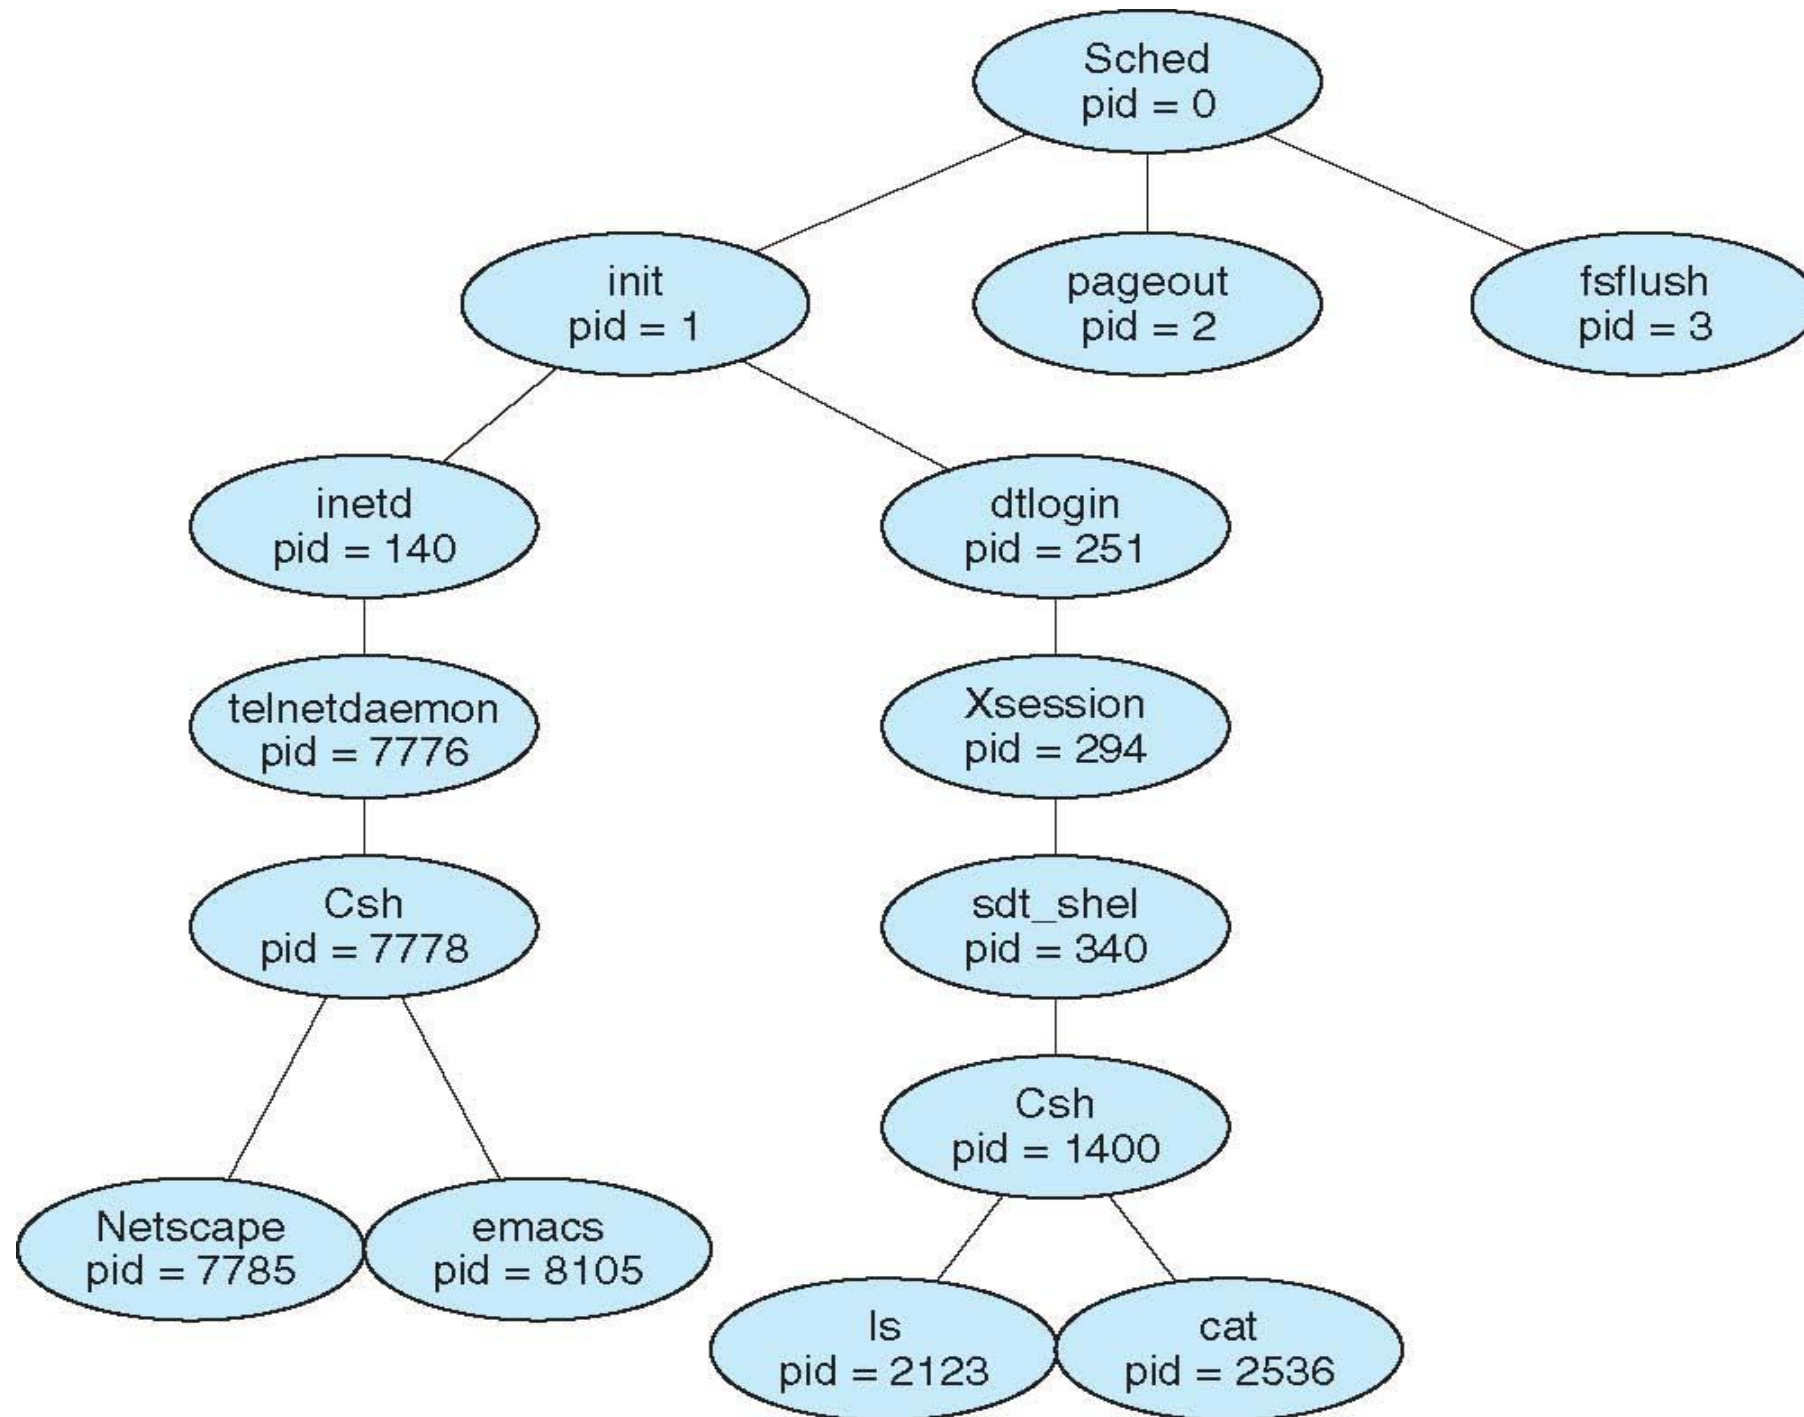 Sched
pid = 0
init
pid = 1
pageout
pid = 2
fsflush
pid = 3
inetd
pid = 140
dtlogin
pid = 251
telnetdaemon
pid = 7776
Xsession
pid = 294
Csh
pid = 7778
sdt_shel
pid = 340
Csh
pid = 1400
Netscape
pid = 7785
emacs
pid = 8105
ls
pid = 2123
cat
pid = 2536